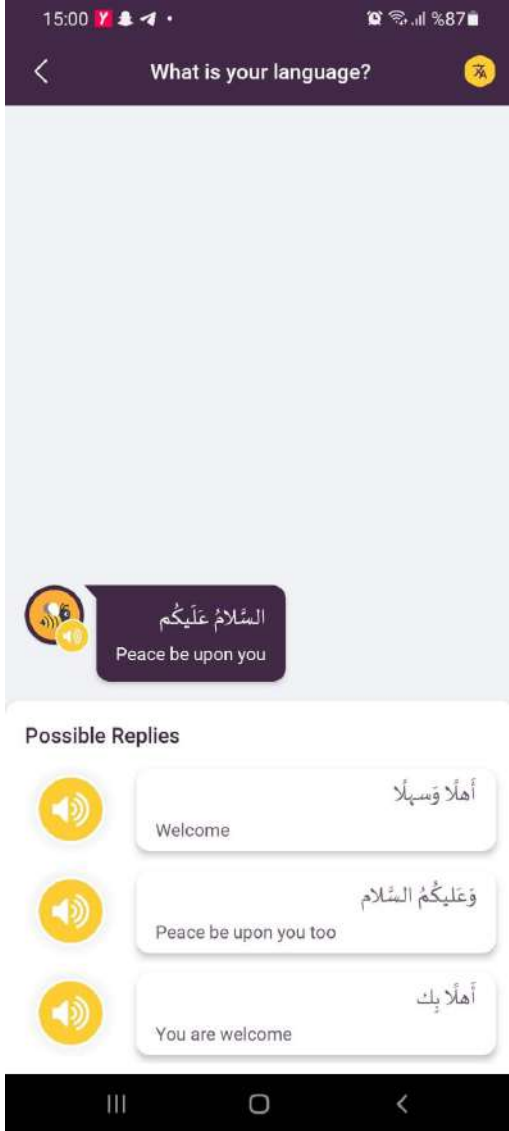 15:00 %87
What is your language?
السَّلامُ عَلَيكُم
Peace be upon you
Possible Replies
أَهلًا وَسهلًا
Welcome
وَعَليكُمُ السَّلام
Peace be upon you too
أَهلًا بِك
You are welcome